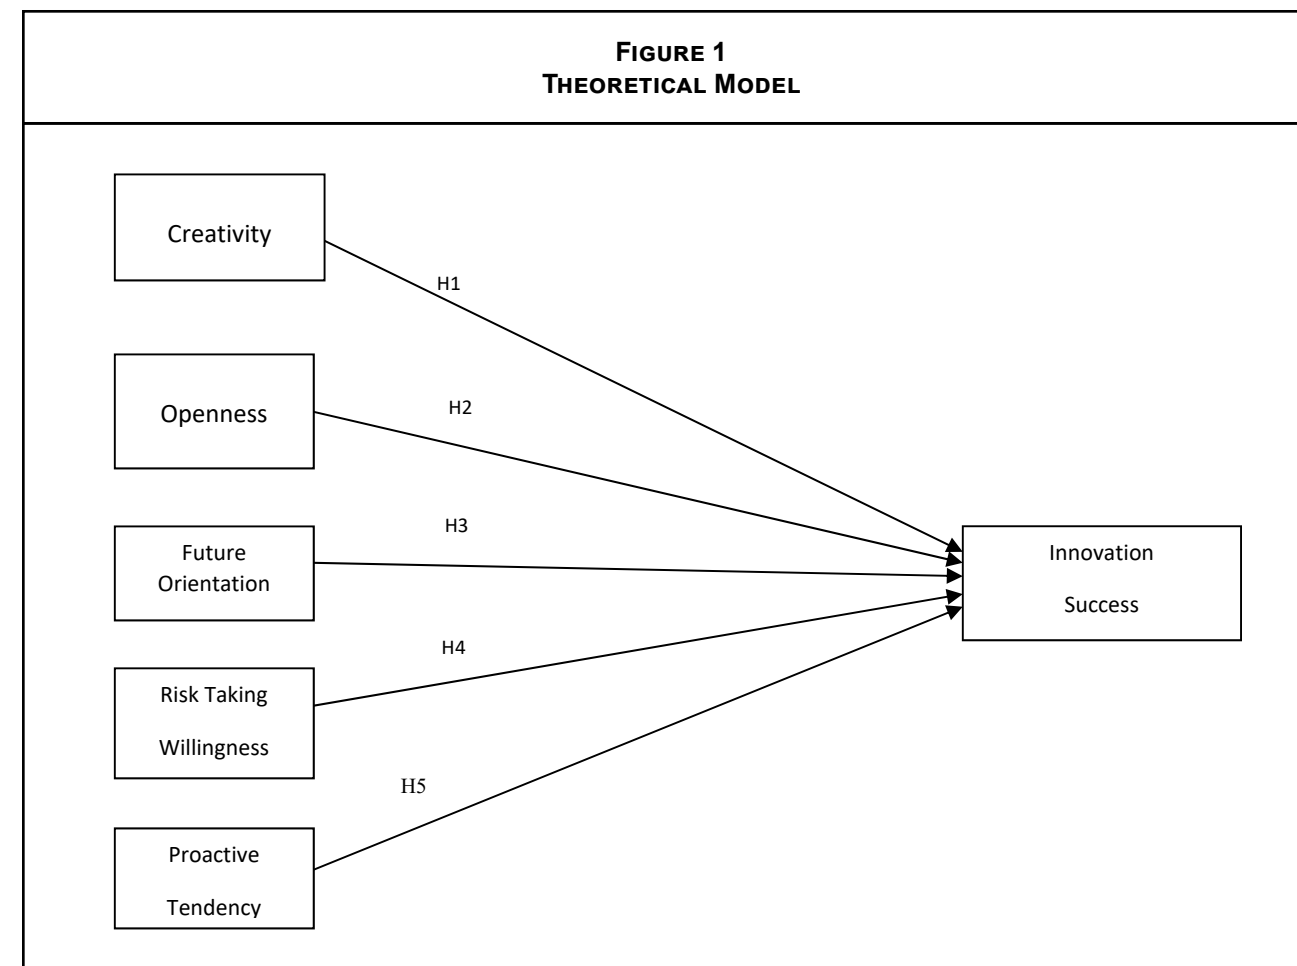 FIGURE 1
THEORETICAL MODEL
Creativity
H1
Openness
H2
Future
Orientation
H3
Innovation
Success
Risk Taking
Willingness
H4
Proactive
Tendency
H5